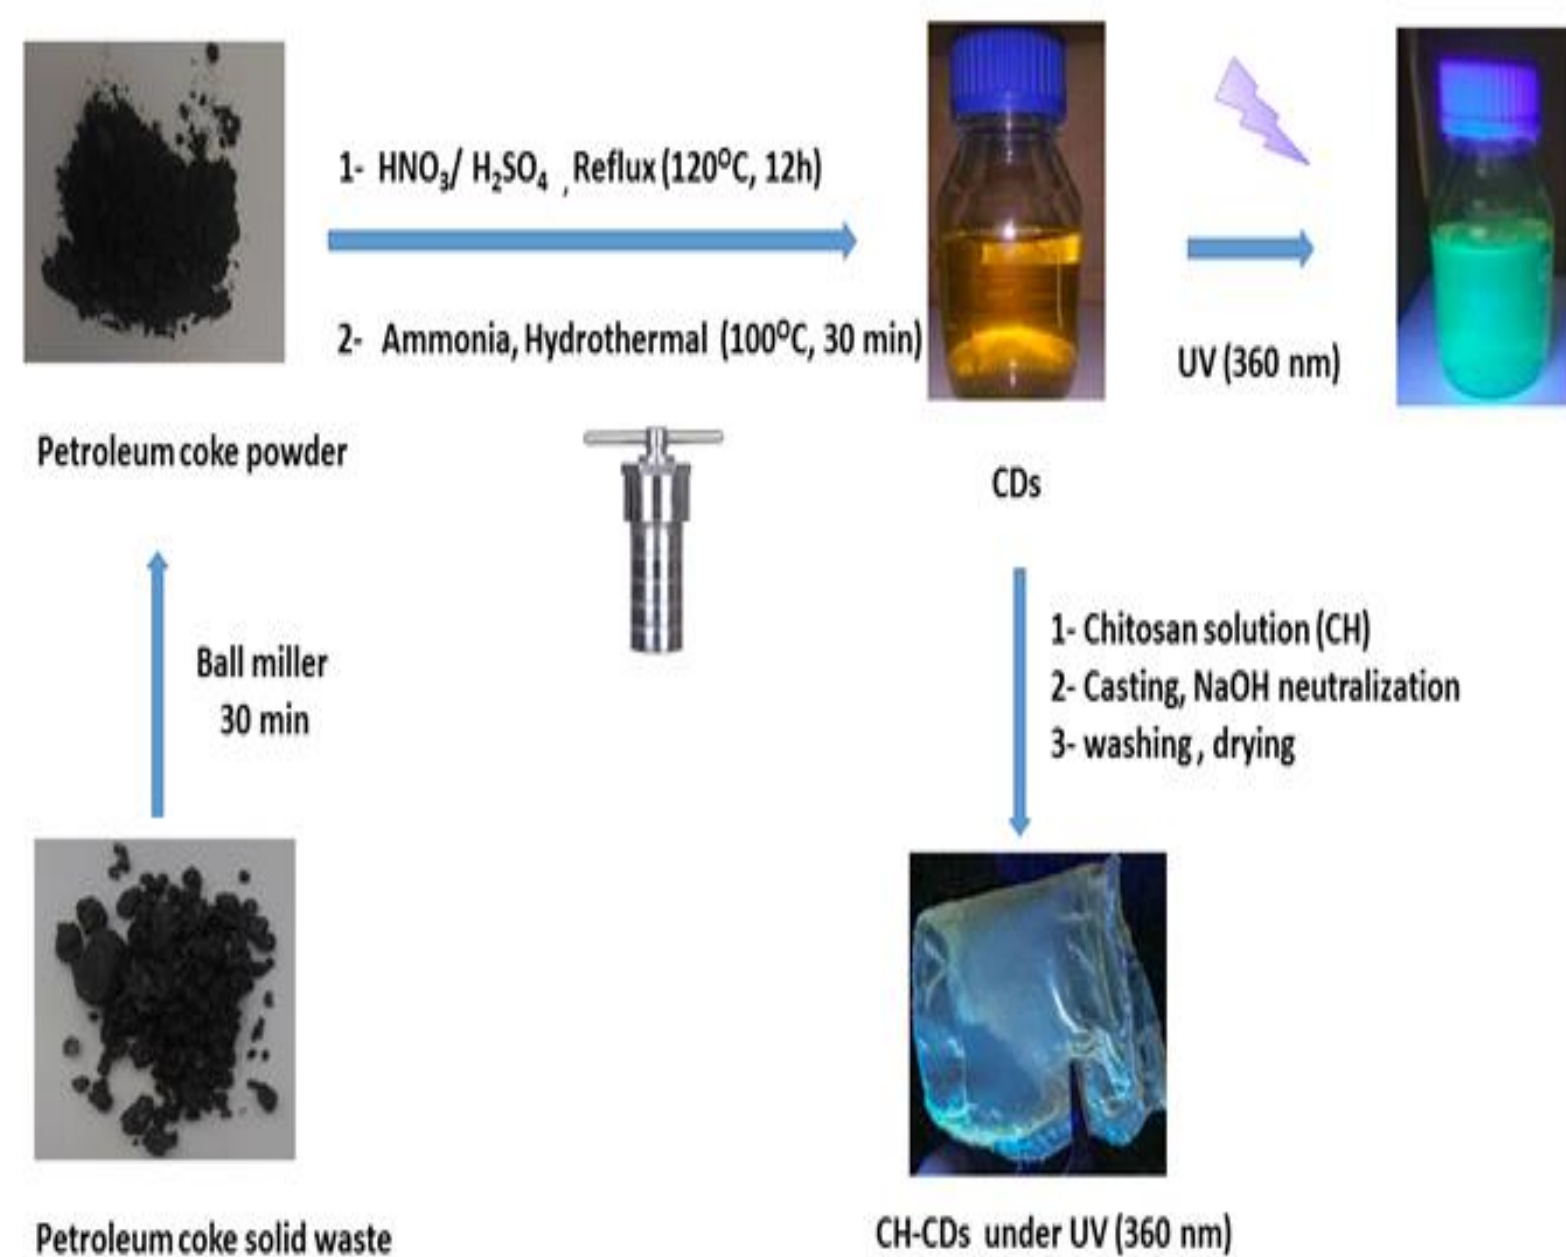 1- HNO₃/ H₂SO₄ , Reflux (120⁰C, 12h)
2- Ammonia, Hydrothermal (100⁰C, 30 min)
UV (360 nm)
Petroleum coke powder
CDs
Ball miller
30 min
1- Chitosan solution (CH)
2- Casting, NaOH neutralization
3- washing , drying
Petroleum coke solid waste
CH-CDs under UV (360 nm)